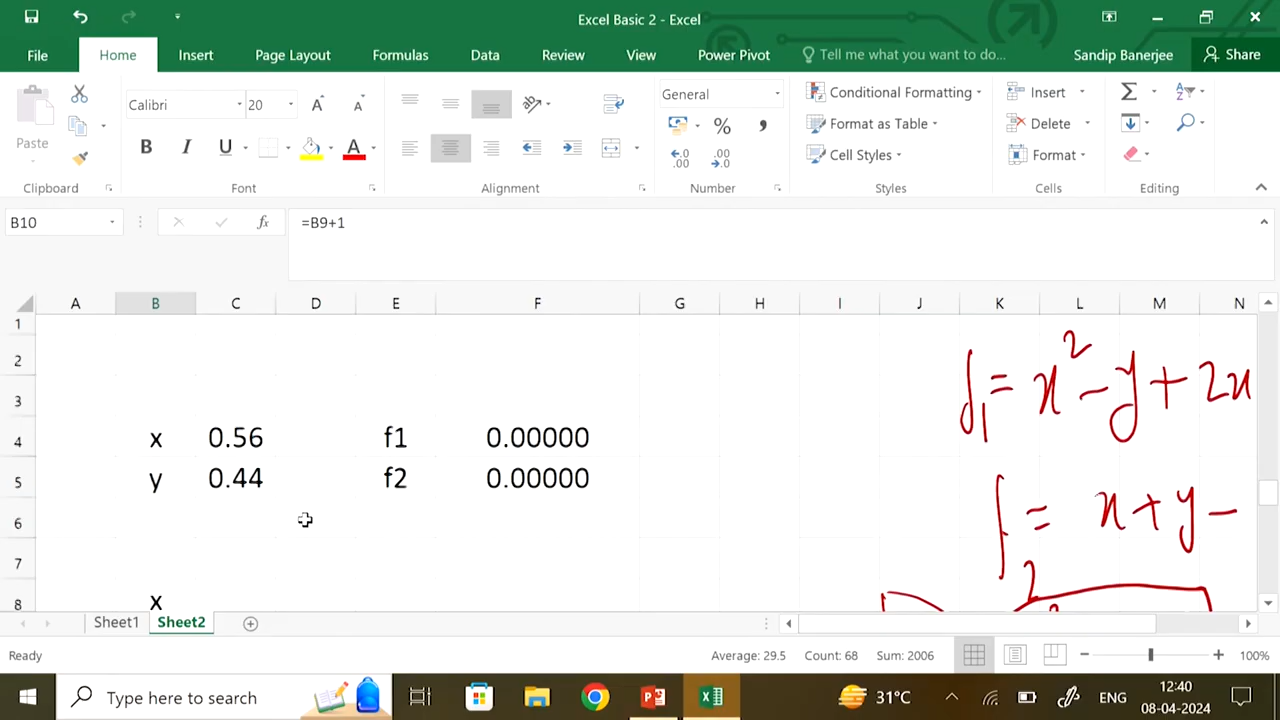 Excel Basic 2 - Excel
File Home Insert Page Layout Formulas Data Review View Power Pivot Tell me what you want to do... Sandip Banerjee Share
Paste Calibri 20 A A General Conditional Formatting Insert Σ
B I U A % , Format as Table Delete
Cell Styles Format
Clipboard Font Alignment Number Styles Cells Editing
B10 fx =B9+1
A B C D E F G H I J K L M N
1
2
3
4 x 0.56 f1 0.00000
5 y 0.44 f2 0.00000
6
7
8 x
f₁ = x² - y + 2x
f₂ = x + y -
Sheet1 Sheet2
Ready Average: 29.5 Count: 68 Sum: 2006 100%
Type here to search 31°C ENG 12:40
08-04-2024